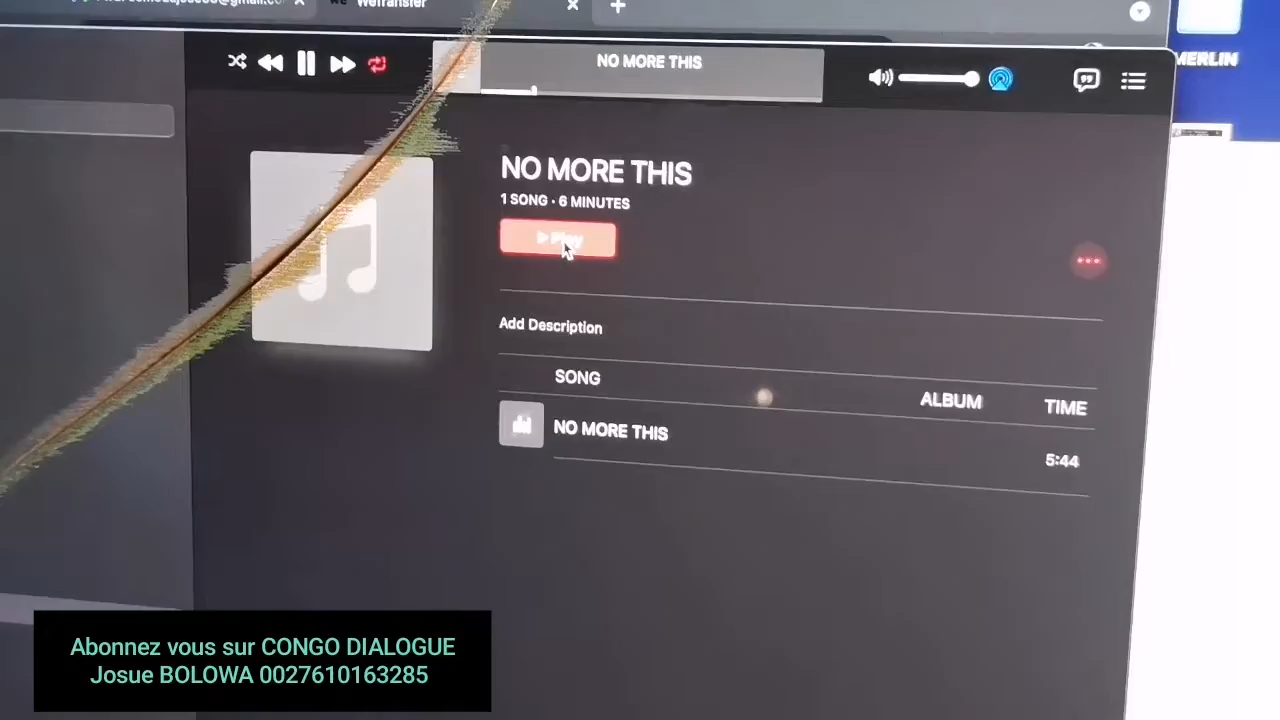 WeTransfer
MERLIN
NO MORE THIS
NO MORE THIS
1 SONG · 6 MINUTES
Play
Add Description
SONG ALBUM TIME
NO MORE THIS 5:44
Abonnez vous sur CONGO DIALOGUE
Josue BOLOWA 0027610163285